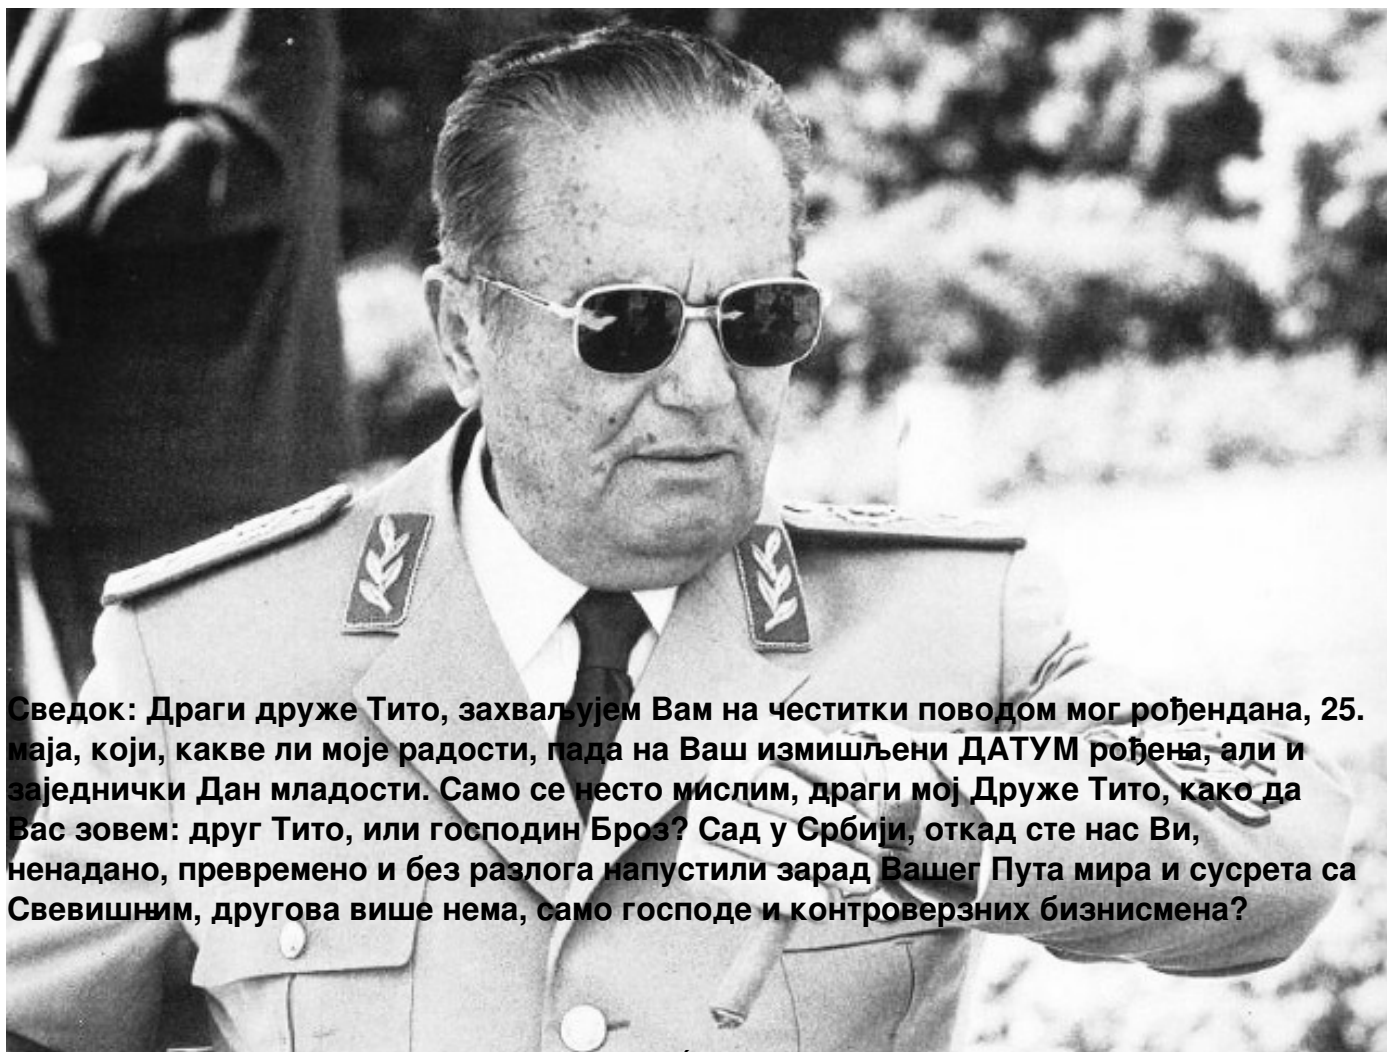 Сведок: Драги друже Тито, захваљујем Вам на честитки поводом мог рођендана, 25.
маја, који, какве ли моје радости, пада на Ваш измишљени ДАТУМ рођења, али и
заједнички Дан младости. Само се несто мислим, драги мој Друже Тито, како да
Вас зовем: друг Тито, или господин Броз? Сад у Србији, откад сте нас Ви,
ненадано, превремено и без разлога напустили зарад Вашег Пута мира и сусрета са
Свевишњим, другова више нема, само господе и контроверзних бизнисмена?